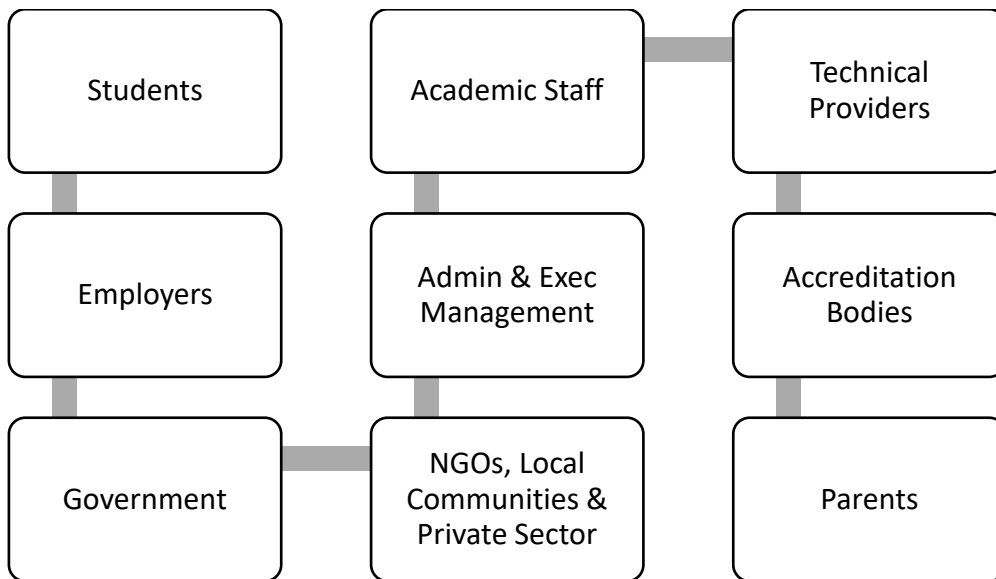 Students
Employers
Government
NGOs, Local
Communities &
Private Sector
Admin & Exec
Management
Academic Staff
Technical
Providers
Accreditation
Bodies
Parents